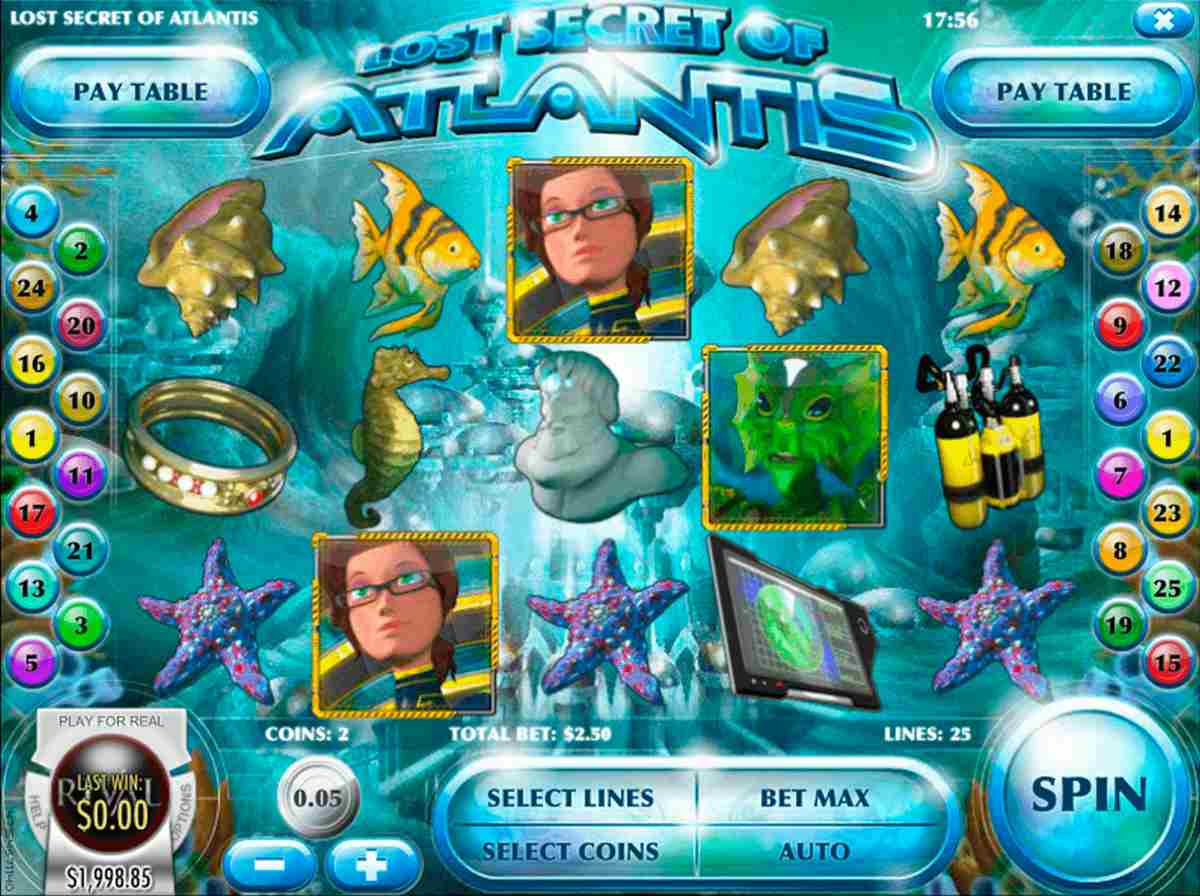 LOST SECRET OF ATLANTIS
17:56
LOST SECRET OF
ATLANTIS
PAY TABLE
PAY TABLE
4
2
24
20
16
10
1
11
17
21
13
3
5
14
18
12
9
22
6
1
7
23
8
25
19
15
PLAY FOR REAL
COINS: 2
TOTAL BET: $2.50
LINES: 25
RIVAL
LAST WIN:
$0.00
HELP
OPTIONS
$1,998.85
0.05
SELECT LINES
BET MAX
SELECT COINS
AUTO
SPIN